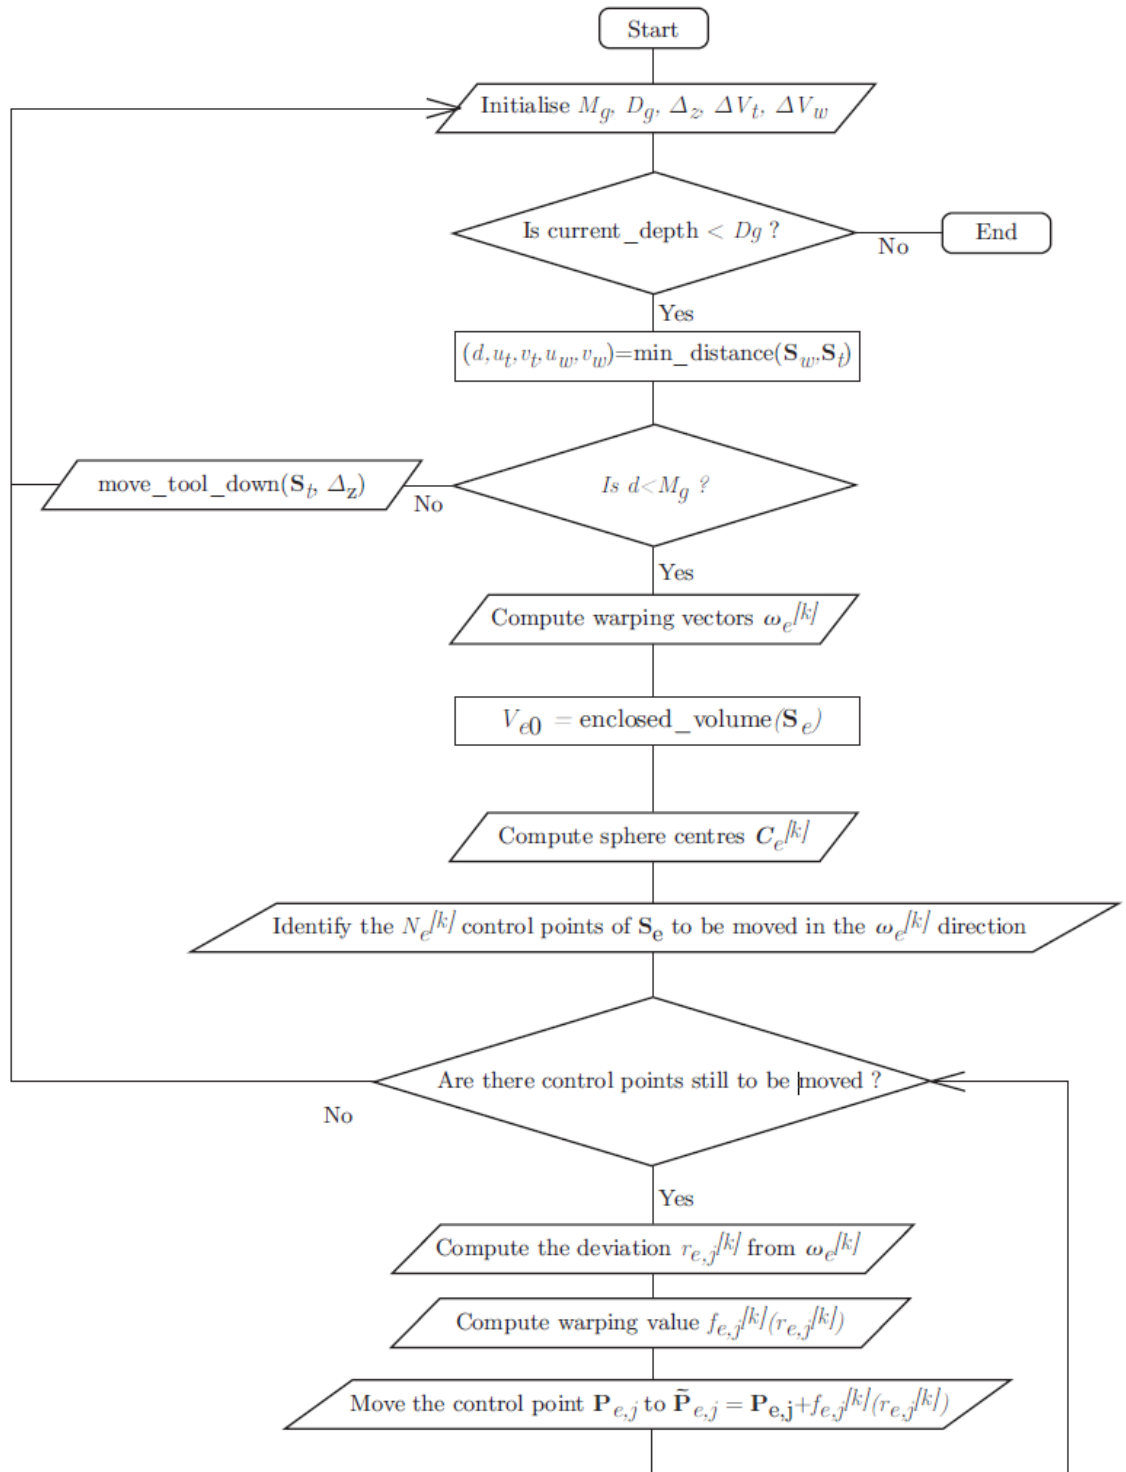 Start
Initialise M_g, D_g, Δ_z, ΔV_t, ΔV_w
Is current_depth < Dg ?
No
End
Yes
(d,u_t,v_t,u_w,v_w)=min_distance(S_w,S_t)
move_tool_down(S_t, Δ_z)
No
Is d<M_g ?
Yes
Compute warping vectors ω_e^[k]
V_e0 = enclosed_volume(S_e)
Compute sphere centres C_e^[k]
Identify the N_e^[k] control points of S_e to be moved in the ω_e^[k] direction
Are there control points still to be moved ?
No
Yes
Compute the deviation r_e,j^[k] from ω_e^[k]
Compute warping value f_e,j^[k](r_e,j^[k])
Move the control point P_e,j to P̃_e,j = P_e,j+f_e,j^[k](r_e,j^[k])